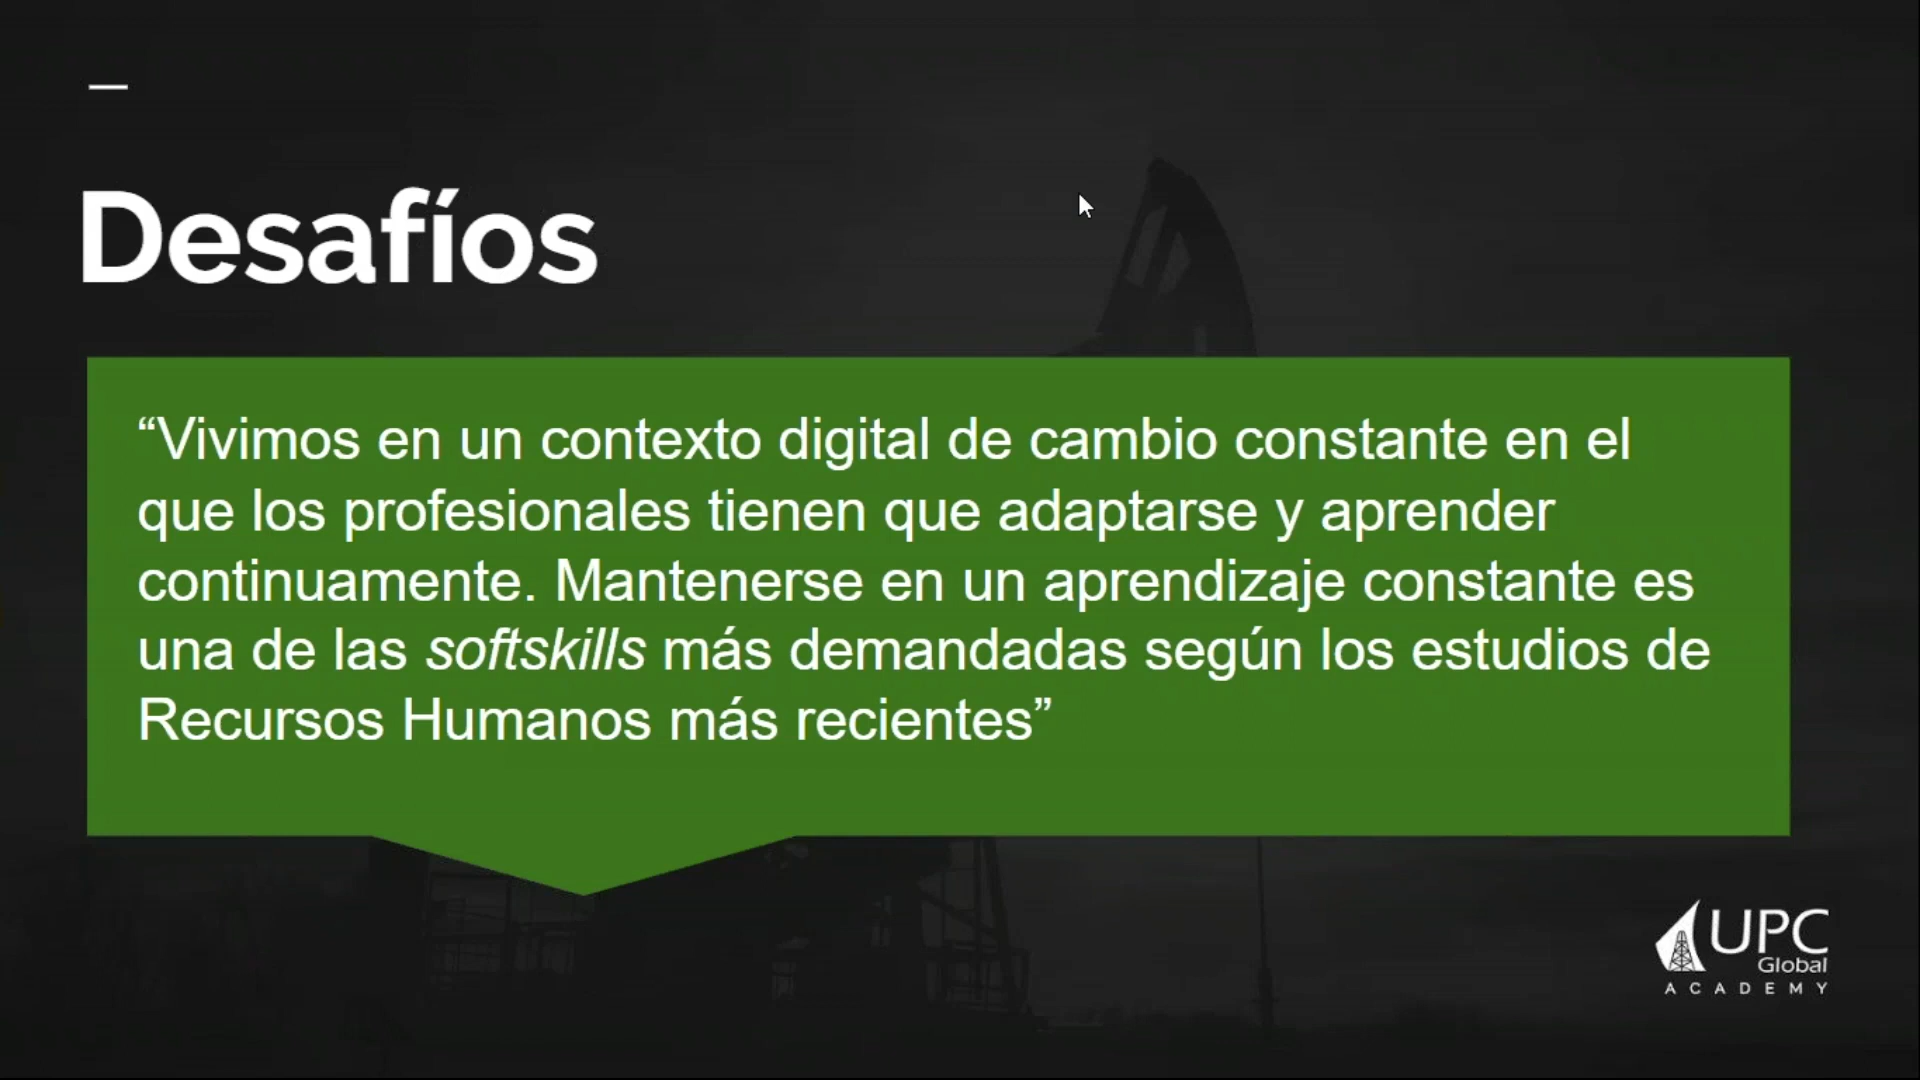 Desafíos
“Vivimos en un contexto digital de cambio constante en el
que los profesionales tienen que adaptarse y aprender
continuamente. Mantenerse en un aprendizaje constante es
una de las softskills más demandadas según los estudios de
Recursos Humanos más recientes”
UPC
Global
ACADEMY